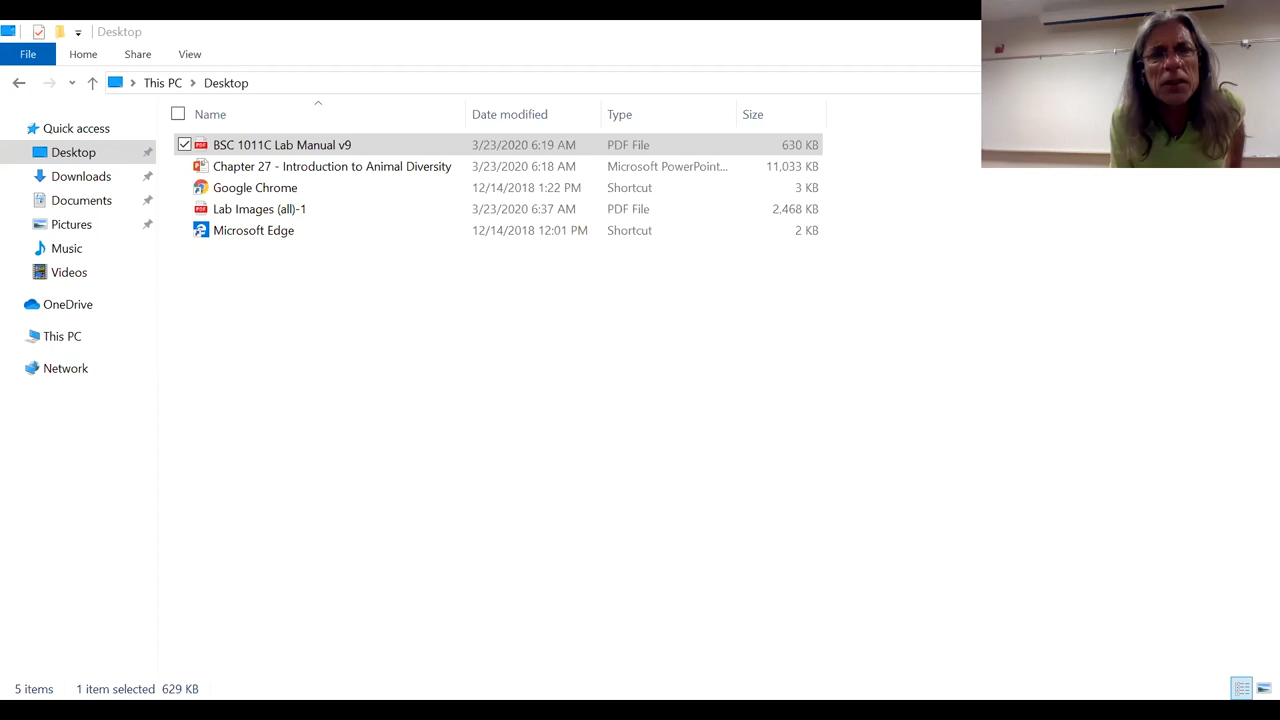 Desktop
File Home Share View
This PC Desktop
Name Date modified Type Size
Quick access
Desktop
Downloads
Documents
Pictures
Music
Videos
OneDrive
This PC
Network
BSC 1011C Lab Manual v9 3/23/2020 6:19 AM PDF File 630 KB
Chapter 27 - Introduction to Animal Diversity 3/23/2020 6:18 AM Microsoft PowerPoint... 11,033 KB
Google Chrome 12/14/2018 1:22 PM Shortcut 3 KB
Lab Images (all)-1 3/23/2020 6:37 AM PDF File 2,468 KB
Microsoft Edge 12/14/2018 12:01 PM Shortcut 2 KB
5 items 1 item selected 629 KB